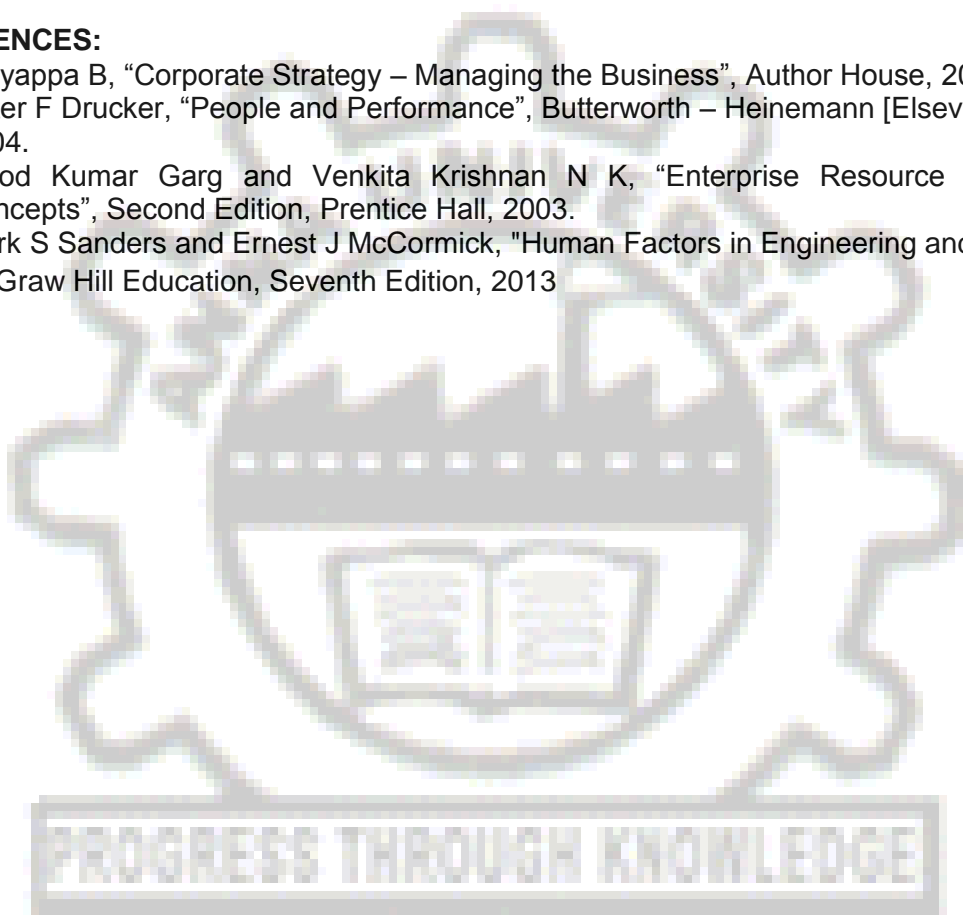 ENCES:
yappa B, “Corporate Strategy – Managing the Business”, Author House, 20
er F Drucker, “People and Performance”, Butterworth – Heinemann [Elsev
04.
od Kumar Garg and Venkita Krishnan N K, “Enterprise Resource
ncepts”, Second Edition, Prentice Hall, 2003.
rk S Sanders and Ernest J McCormick, "Human Factors in Engineering and
Graw Hill Education, Seventh Edition, 2013
UNIVERSITY
PROGRESS THROUGH KNOWLEDGE